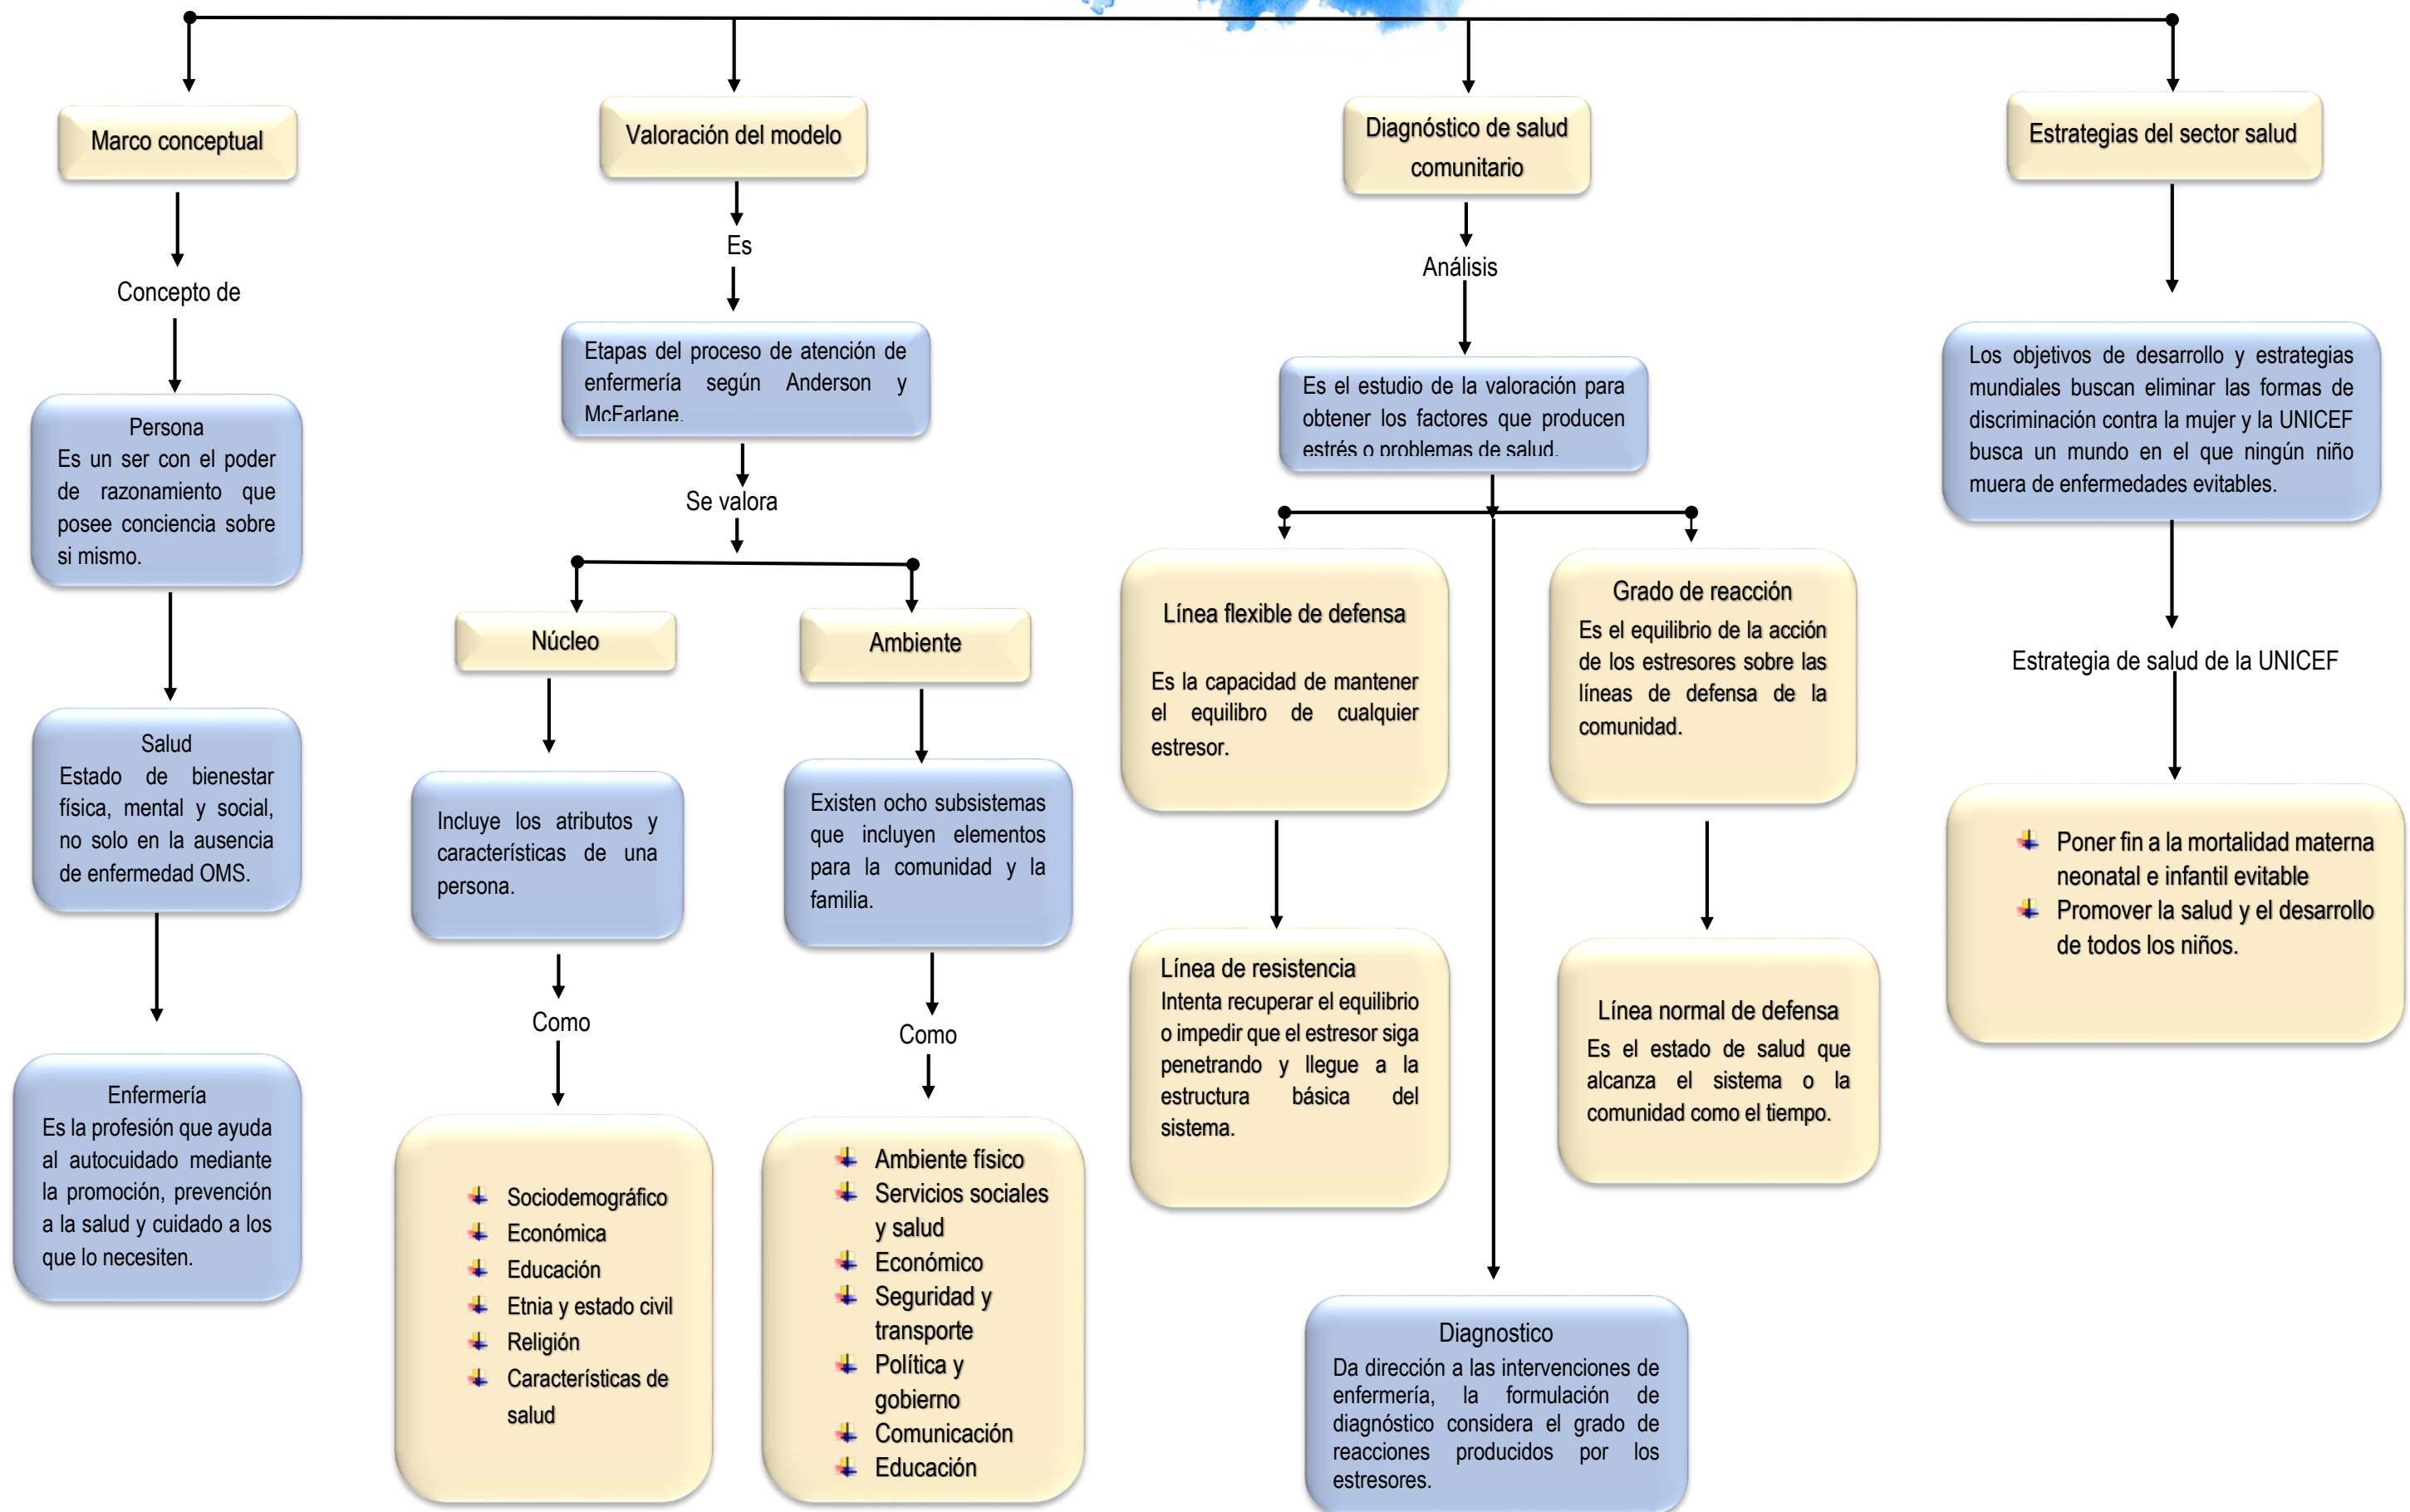 Marco conceptual
Concepto de
Persona
Es un ser con el poder
de razonamiento que
posee conciencia sobre
si mismo.
Salud
Estado de bienestar
física, mental y social,
no solo en la ausencia
de enfermedad OMS.
Enfermería
Es la profesión que ayuda
al autocuidado mediante
la promoción, prevención
a la salud y cuidado a los
que lo necesiten.
Valoración del modelo
Es
Etapas del proceso de atención de
enfermería según Anderson y
McFarlane.
Se valora
Núcleo
Incluye los atributos y
características de una
persona.
Como
Sociodemográfico
Económica
Educación
Etnia y estado civil
Religión
Características de
salud
Ambiente
Existen ocho subsistemas
que incluyen elementos
para la comunidad y la
familia.
Como
Ambiente físico
Servicios sociales
y salud
Económico
Seguridad y
transporte
Política y
gobierno
Comunicación
Educación
Diagnóstico de salud
comunitario
Análisis
Es el estudio de la valoración para
obtener los factores que producen
estrés o problemas de salud.
Línea flexible de defensa
Es la capacidad de mantener
el equilibro de cualquier
estresor.
Línea de resistencia
Intenta recuperar el equilibrio
o impedir que el estresor siga
penetrando y llegue a la
estructura básica del
sistema.
Grado de reacción
Es el equilibrio de la acción
de los estresores sobre las
líneas de defensa de la
comunidad.
Línea normal de defensa
Es el estado de salud que
alcanza el sistema o la
comunidad como el tiempo.
Diagnostico
Da dirección a las intervenciones de
enfermería, la formulación de
diagnóstico considera el grado de
reacciones producidos por los
estresores.
Estrategias del sector salud
Los objetivos de desarrollo y estrategias
mundiales buscan eliminar las formas de
discriminación contra la mujer y la UNICEF
busca un mundo en el que ningún niño
muera de enfermedades evitables.
Estrategia de salud de la UNICEF
Poner fin a la mortalidad materna
neonatal e infantil evitable
Promover la salud y el desarrollo
de todos los niños.